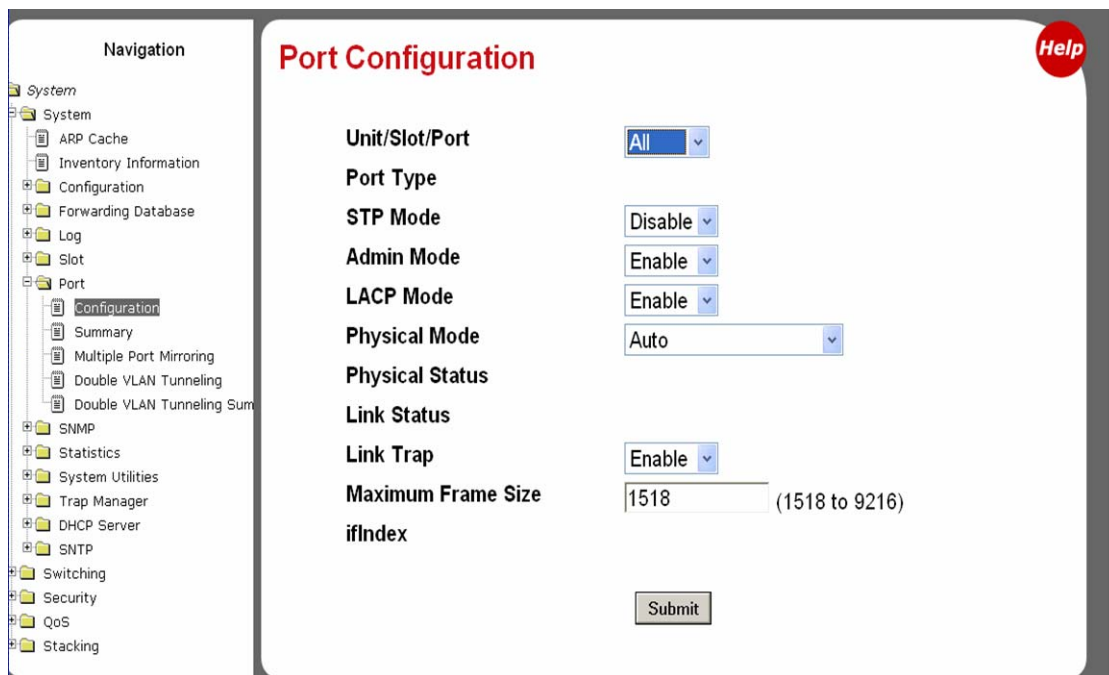 Navigation
System
System
ARP Cache
Inventory Information
Configuration
Forwarding Database
Log
Slot
Port
Configuration
Summary
Multiple Port Mirroring
Double VLAN Tunneling
Double VLAN Tunneling Sum
SNMP
Statistics
System Utilities
Trap Manager
DHCP Server
SNTP
Switching
Security
QoS
Stacking
Port Configuration
Help
Unit/Slot/Port All
Port Type
STP Mode Disable
Admin Mode Enable
LACP Mode Enable
Physical Mode Auto
Physical Status
Link Status
Link Trap Enable
Maximum Frame Size 1518 (1518 to 9216)
ifIndex
Submit